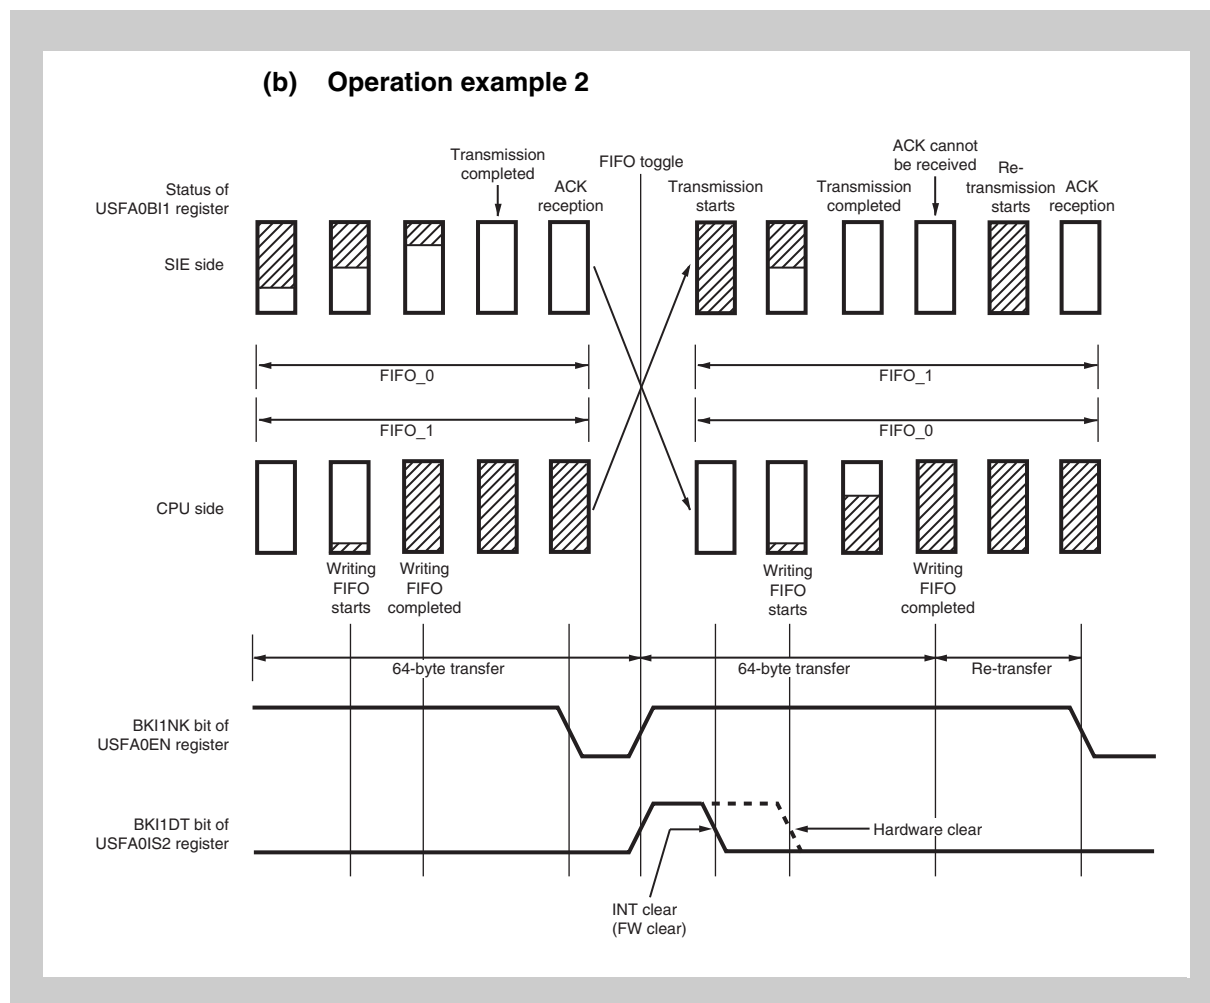 (b) Operation example 2
Status of
USFA0BI1 register
Transmission
completed
ACK
reception
FIFO toggle
Transmission
starts
Transmission
completed
ACK cannot
be received
Re-
transmission
starts
ACK
reception
SIE side
FIFO_0
FIFO_1
FIFO_1
FIFO_0
CPU side
Writing
FIFO
starts
Writing
FIFO
completed
Writing
FIFO
starts
Writing
FIFO
completed
64-byte transfer
64-byte transfer
Re-transfer
BKI1NK bit of
USFA0EN register
BKI1DT bit of
USFA0IS2 register
Hardware clear
INT clear
(FW clear)